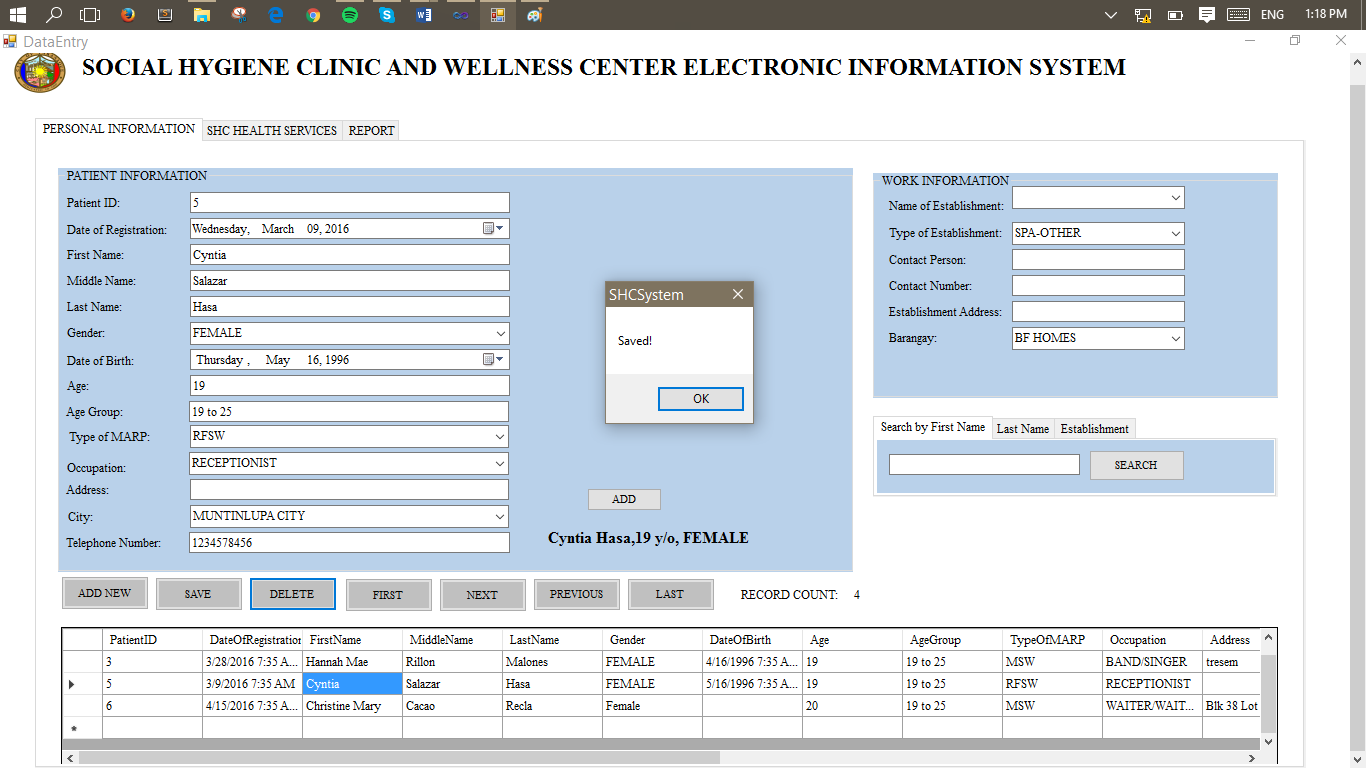 ENG 1:18 PM
DataEntry
SOCIAL HYGIENE CLINIC AND WELLNESS CENTER ELECTRONIC INFORMATION SYSTEM
PERSONAL INFORMATION SHC HEALTH SERVICES REPORT
PATIENT INFORMATION
Patient ID: 5
Date of Registration: Wednesday, March 09, 2016
First Name: Cyntia
Middle Name: Salazar
Last Name: Hasa
Gender: FEMALE
Date of Birth: Thursday , May 16, 1996
Age: 19
Age Group: 19 to 25
Type of MARP: RFSW
Occupation: RECEPTIONIST
Address:
City: MUNTINLUPA CITY
Telephone Number: 1234578456
SHCSystem
Saved!
OK
ADD
Cyntia Hasa,19 y/o, FEMALE
WORK INFORMATION
Name of Establishment:
Type of Establishment: SPA-OTHER
Contact Person:
Contact Number:
Establishment Address:
Barangay: BF HOMES
Search by First Name Last Name Establishment
SEARCH
ADD NEW SAVE DELETE FIRST NEXT PREVIOUS LAST RECORD COUNT: 4
PatientID DateOfRegistration FirstName MiddleName LastName Gender DateOfBirth Age AgeGroup TypeOfMARP Occupation Address
3 3/28/2016 7:35 A... Hannah Mae Rillon Malones FEMALE 4/16/1996 7:35 A... 19 19 to 25 MSW BAND/SINGER tresem
5 3/9/2016 7:35 AM Cyntia Salazar Hasa FEMALE 5/16/1996 7:35 A... 19 19 to 25 RFSW RECEPTIONIST
6 4/15/2016 7:35 A... Christine Mary Cacao Recla Female 20 19 to 25 MSW WAITER/WAIT... Blk 38 Lot